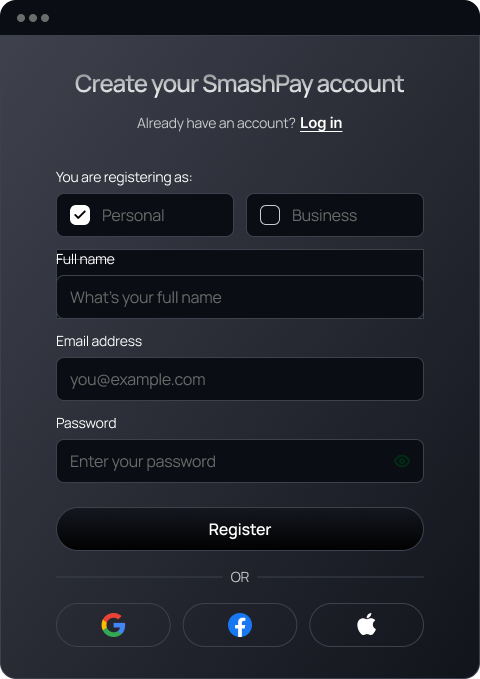 Create your SmashPay account
Already have an account? Log in
You are registering as:
Personal
Business
Full name
What's your full name
Email address
you@example.com
Password
Enter your password
Register
OR